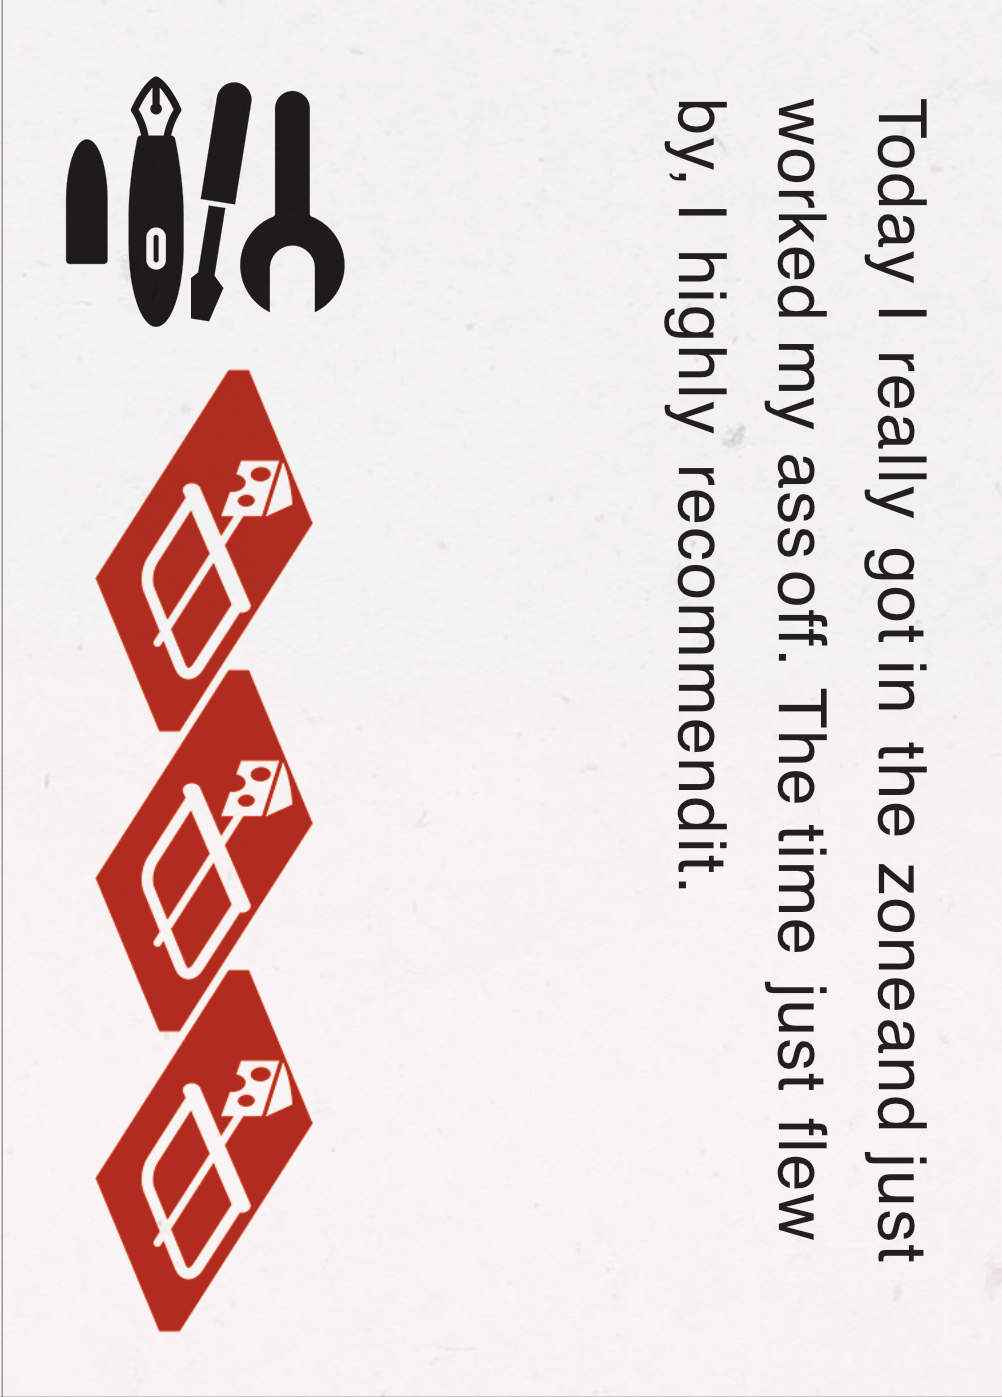 Today I really got in the zoneand just
worked my ass off. The time just flew
by, I highly recommendit.